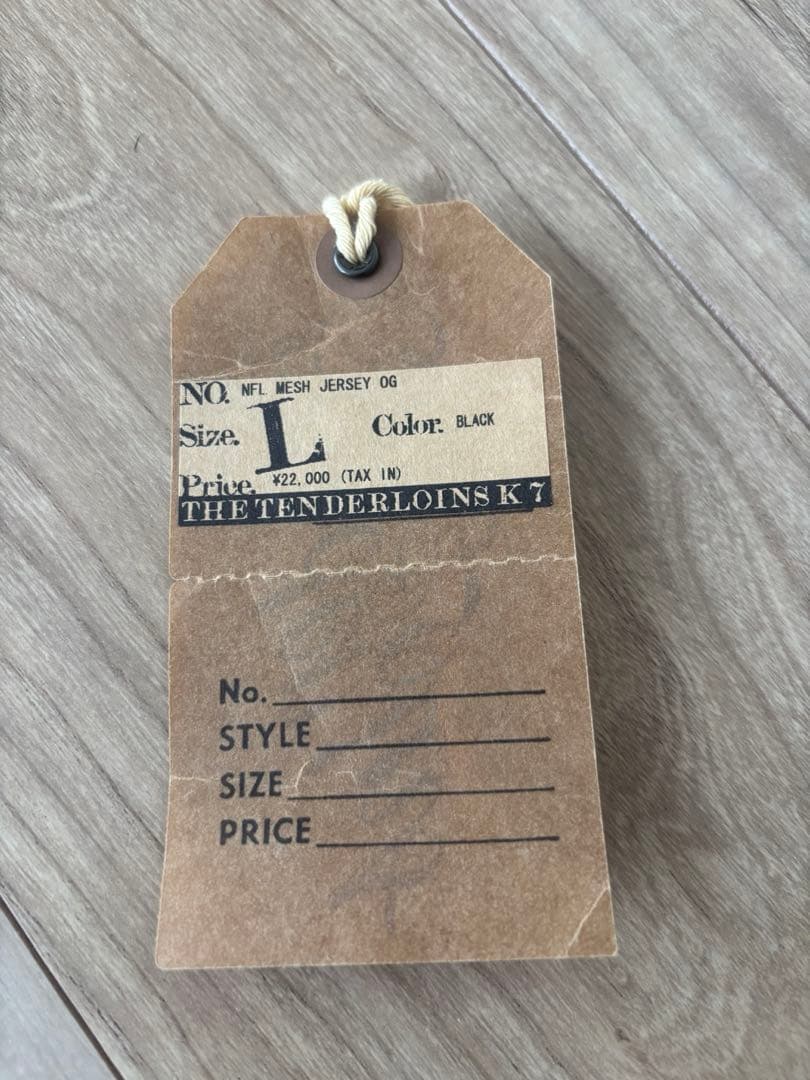 NO. NFL MESH JERSEY OG
Size. L Color. BLACK
Price. ¥22,000 (TAX IN)
THE TENDERLOINS K 7
No.
STYLE
SIZE
PRICE